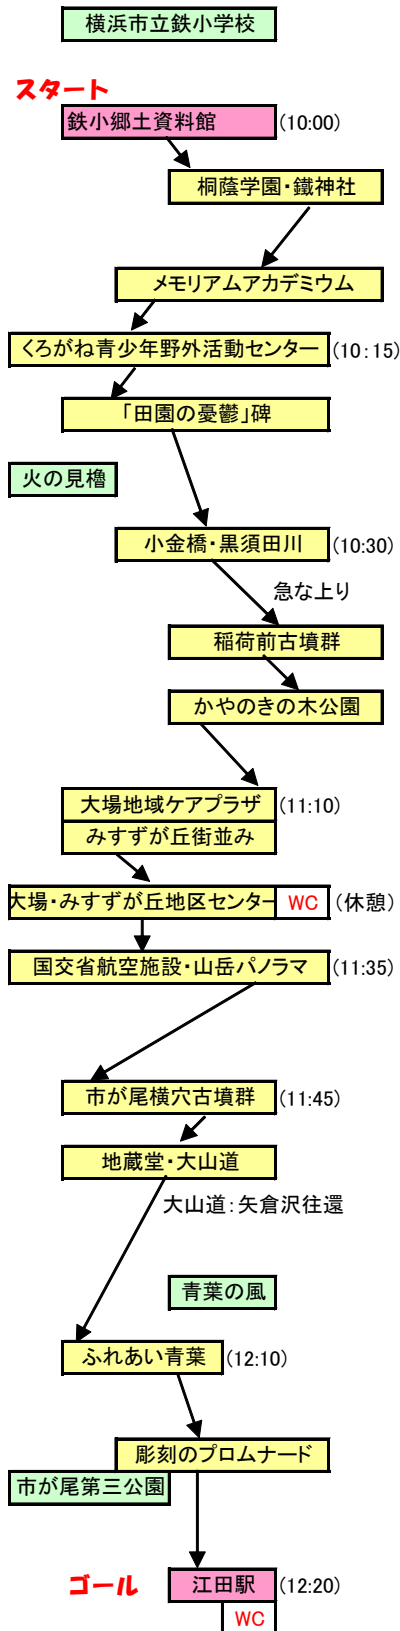 横浜市立鉄小学校
スタート
鉄小郷土資料館 (10:00)
桐蔭学園・鐵神社
メモリアムアカデミウム
くろがね青少年野外活動センター (10:15)
「田園の憂鬱」碑
火の見櫓
小金橋・黒須田川 (10:30)
急な上り
稲荷前古墳群
かやのきの木公園
大場地域ケアプラザ (11:10)
みすずが丘街並み
大場・みすずが丘地区センター WC (休憩)
国交省航空施設・山岳パノラマ (11:35)
市が尾横穴古墳群 (11:45)
地蔵堂・大山道
大山道：矢倉沢往還
青葉の風
ふれあい青葉 (12:10)
彫刻のプロムナード
市が尾第三公園
ゴール 江田駅 (12:20)
WC